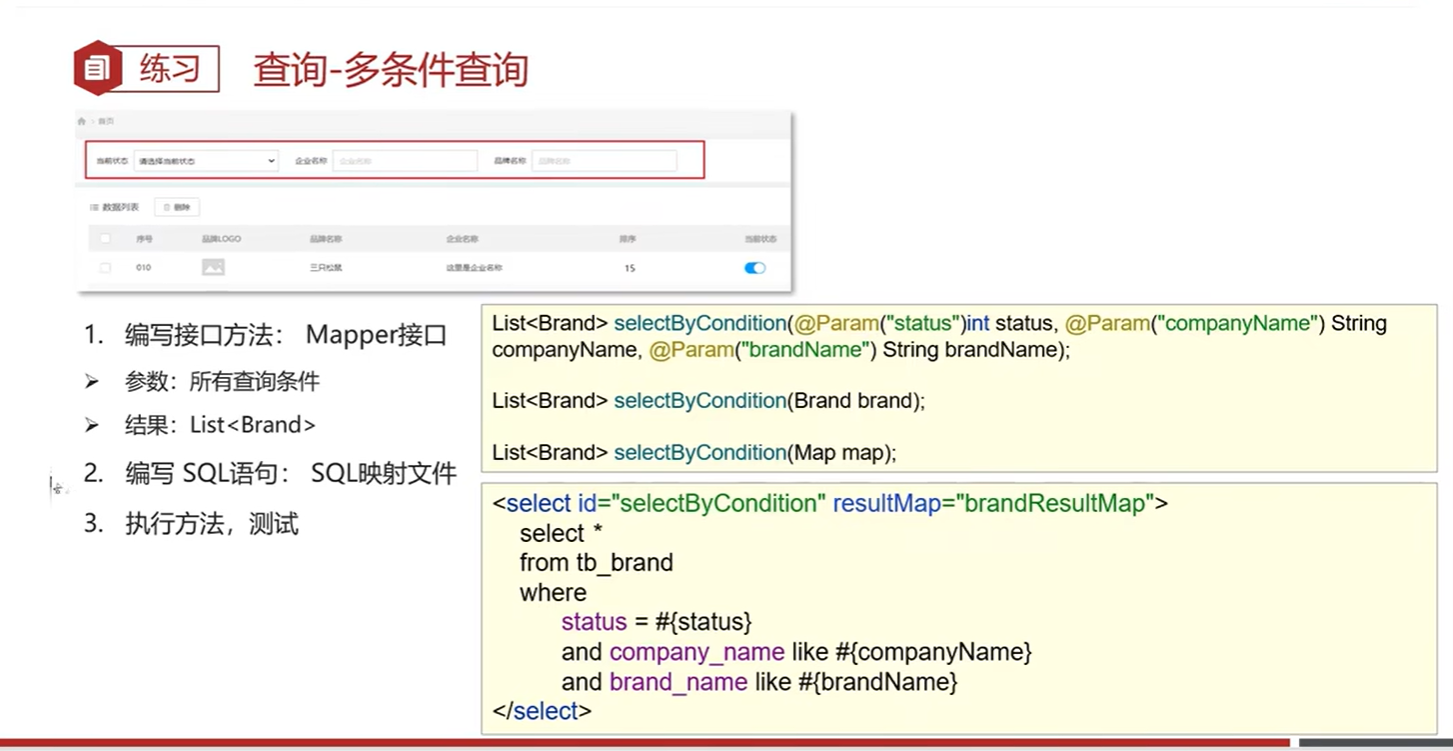 练习
查询-多条件查询
首页
当前状态 请选择当前状态 企业名称 企业名称 品牌名称 品牌名称
数据列表 删除
序号 品牌LOGO 品牌名称 企业名称 排序 当前状态
010 三只松鼠 这里是企业名称 15
1. 编写接口方法： Mapper接口
➢ 参数：所有查询条件
➢ 结果：List<Brand>
2. 编写 SQL语句： SQL映射文件
3. 执行方法，测试
List<Brand> selectByCondition(@Param("status")int status, @Param("companyName") String
companyName, @Param("brandName") String brandName);
List<Brand> selectByCondition(Brand brand);
List<Brand> selectByCondition(Map map);
<select id="selectByCondition" resultMap="brandResultMap">
select *
from tb_brand
where
status = #{status}
and company_name like #{companyName}
and brand_name like #{brandName}
</select>